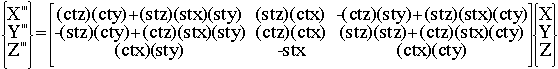 X''' (ctz)(cty)+(stz)(stx)(sty) (stz)(ctx) -(ctz)(sty)+(stz)(stx)(cty) X
Y''' = -(stz)(cty)+(ctz)(stx)(sty) (ctz)(ctx) (stz)(stz)+(ctz)(stx)(cty) Y
Z''' (ctx)(sty) -stx (ctx)(cty) Z